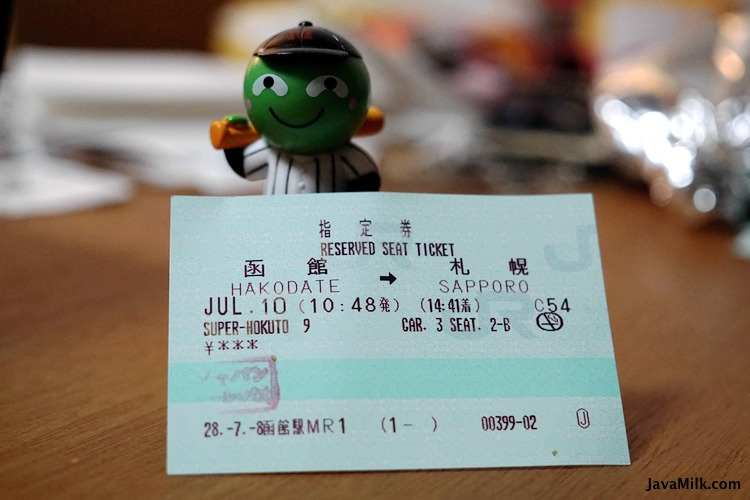 指定券
RESERVED SEAT TICKET
函館 → 札幌
HAKODATE SAPPORO
JUL.10 (10:48発) (14:41着) C54
SUPER-HOKUTO 9 CAR. 3 SEAT. 2-B
¥***
28.-7.-8函館駅MR1 (1- ) 00399-02 J
JavaMilk.com